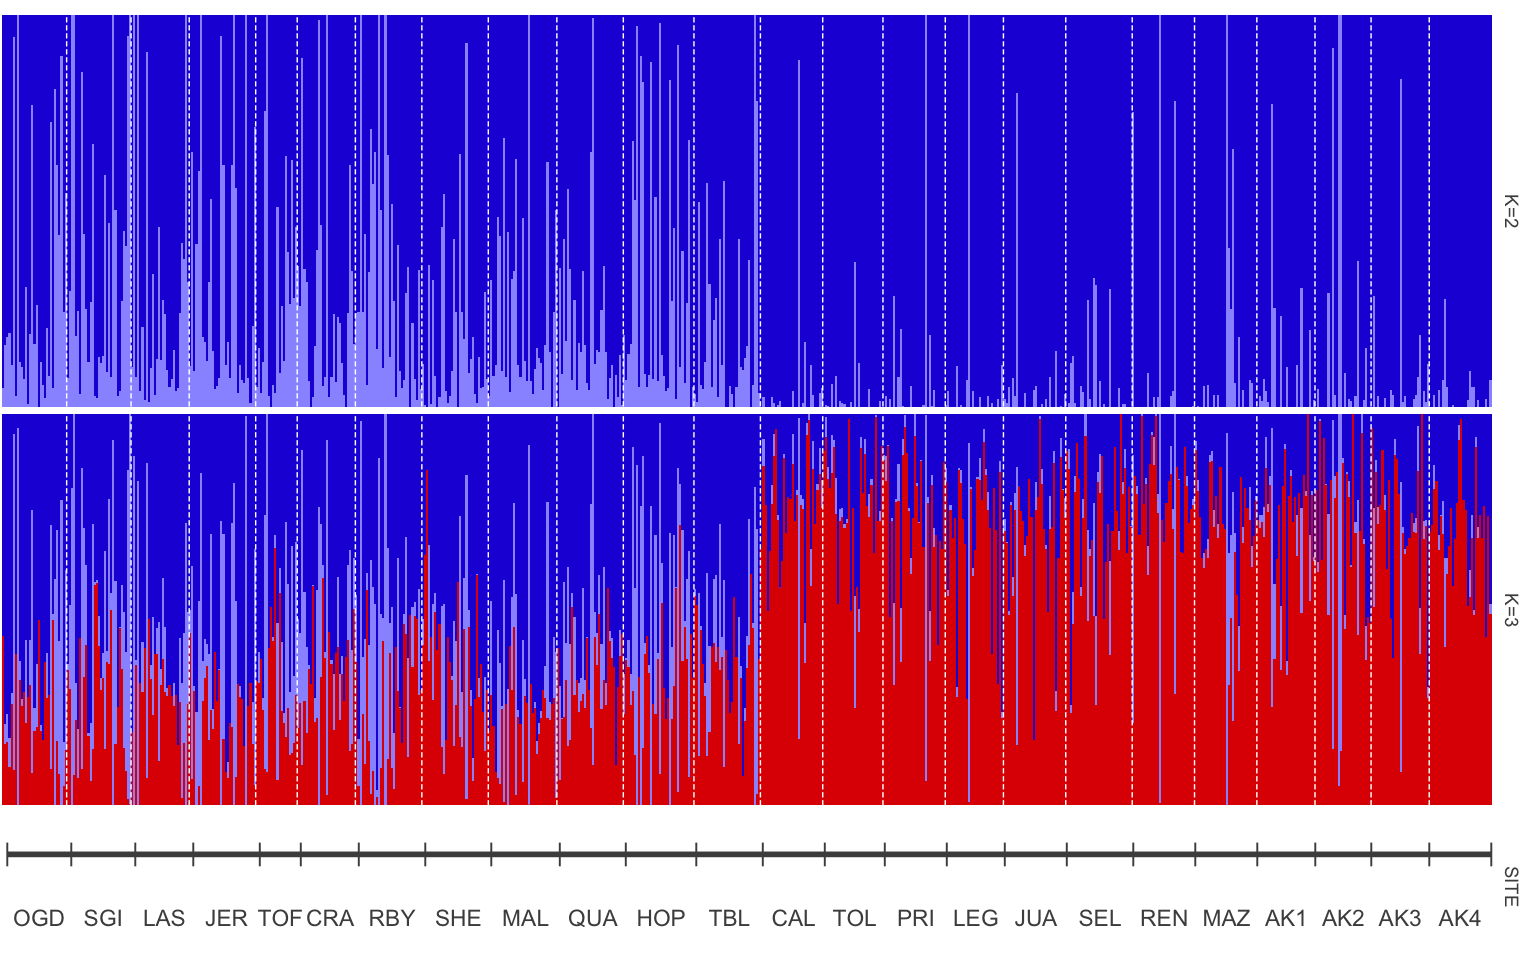 K=2
K=3
SITE
OGD SGI LAS JER TOF CRA RBY SHE MAL QUA HOP TBL CAL TOL PRI LEG JUA SEL REN MAZ AK1 AK2 AK3 AK4